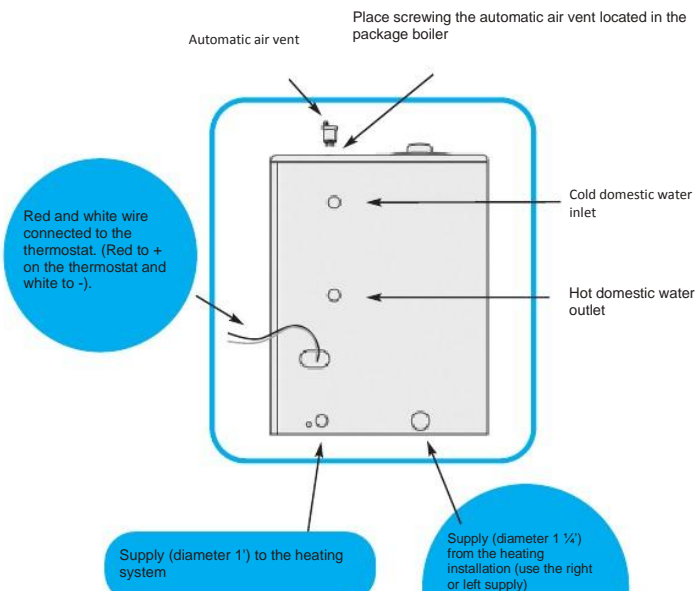 Place screwing the automatic air vent located in the
package boiler
Automatic air vent
Cold domestic water
inlet
Red and white wire
connected to the
thermostat. (Red to +
on the thermostat and
white to -).
Hot domestic water
outlet
Supply (diameter 1') to the heating
system
Supply (diameter 1 ¼')
from the heating
installation (use the right
or left supply)